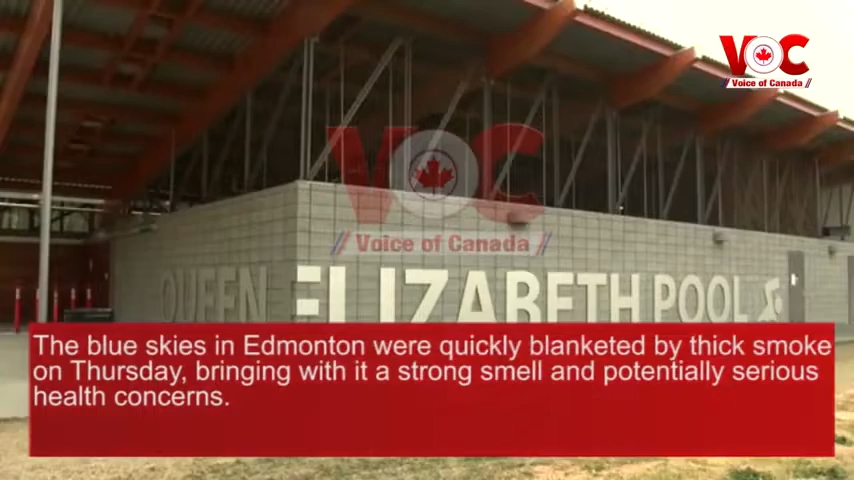 VOC
Voice of Canada
VOC
Voice of Canada
QUEEN ELIZABETH POOL
The blue skies in Edmonton were quickly blanketed by thick smoke
on Thursday, bringing with it a strong smell and potentially serious
health concerns.